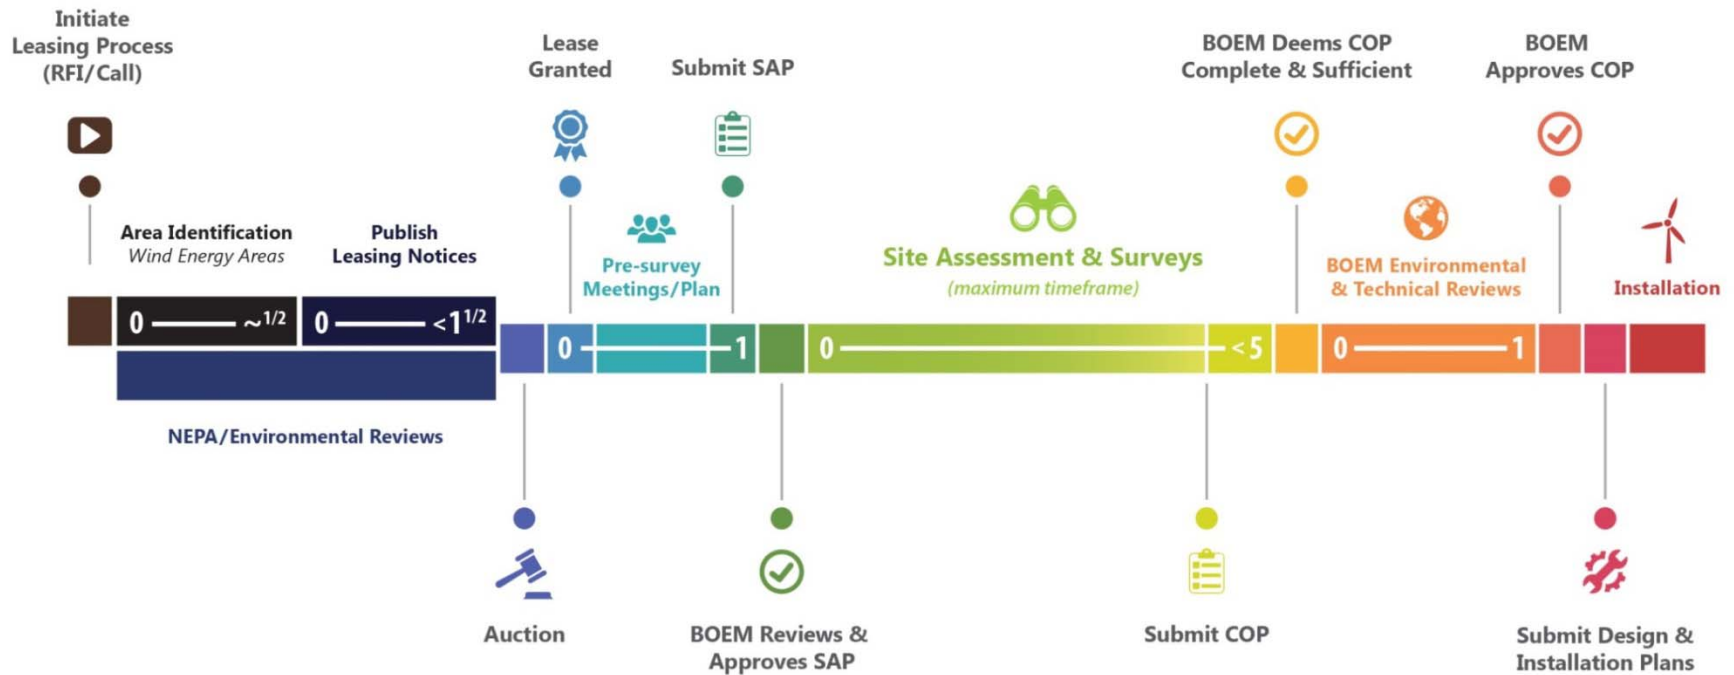 Initiate
Leasing Process
(RFI/Call)
Lease
Granted
Submit SAP
BOEM Deems COP
Complete & Sufficient
BOEM
Approves COP
Area Identification
Wind Energy Areas
Publish
Leasing Notices
Pre-survey
Meetings/Plan
Site Assessment & Surveys
(maximum timeframe)
BOEM Environmental
& Technical Reviews
Installation
0 ~1/2
0 <1 1/2
0 1
0 <5
0 1
NEPA/Environmental Reviews
Auction
BOEM Reviews &
Approves SAP
Submit COP
Submit Design &
Installation Plans